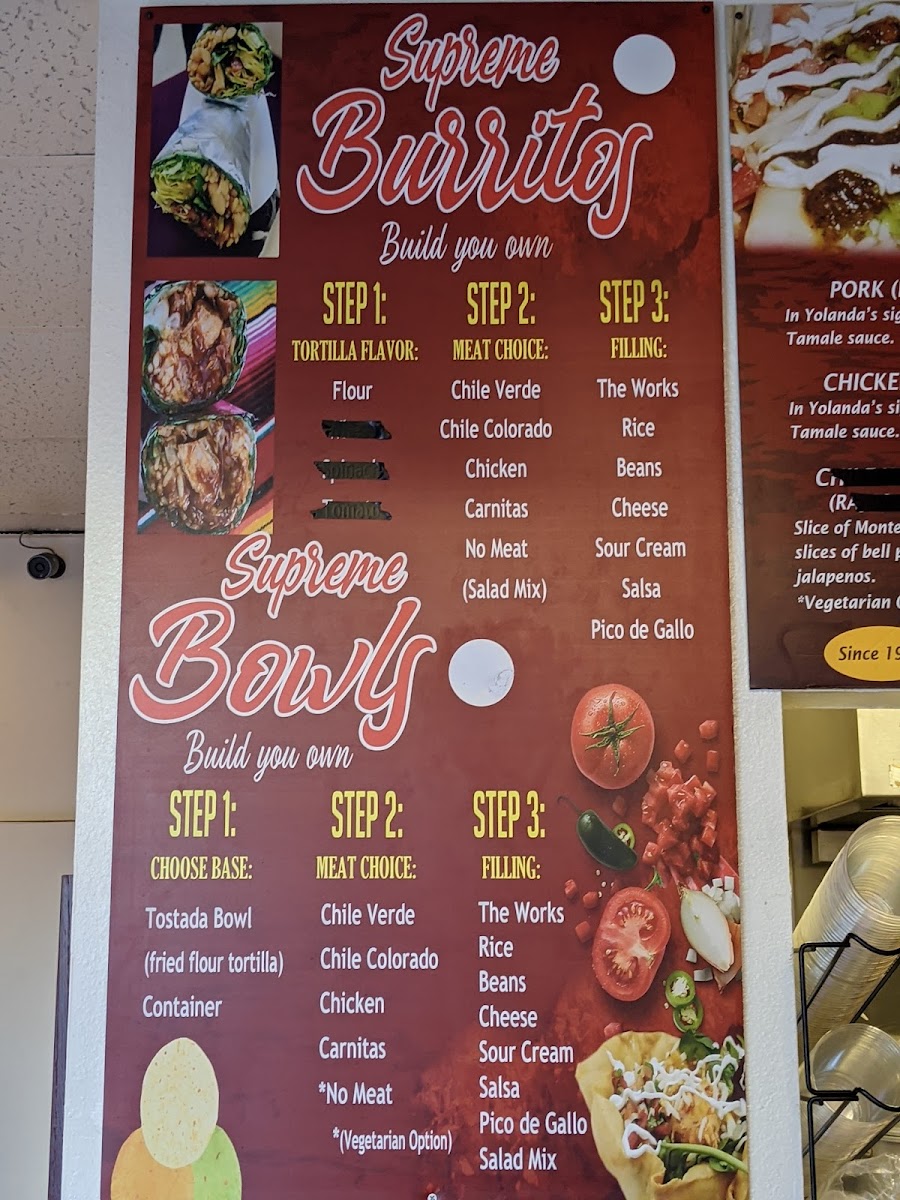 Supreme
Burritos
Build you own
STEP 1:
TORTILLA FLAVOR:
Flour
Spinach
Tomato
STEP 2:
MEAT CHOICE:
Chile Verde
Chile Colorado
Chicken
Carnitas
No Meat
(Salad Mix)
STEP 3:
FILLING:
The Works
Rice
Beans
Cheese
Sour Cream
Salsa
Pico de Gallo
Supreme
Bowls
Build you own
STEP 1:
CHOOSE BASE:
Tostada Bowl
(fried flour tortilla)
Container
STEP 2:
MEAT CHOICE:
Chile Verde
Chile Colorado
Chicken
Carnitas
*No Meat
*(Vegetarian Option)
STEP 3:
FILLING:
The Works
Rice
Beans
Cheese
Sour Cream
Salsa
Pico de Gallo
Salad Mix
PORK (
In Yolanda's
Tamale sauce.
In Yolanda's
Tamale sauce.
Slice of
slices of bell
jalapenos.
*Vegetarian
Since